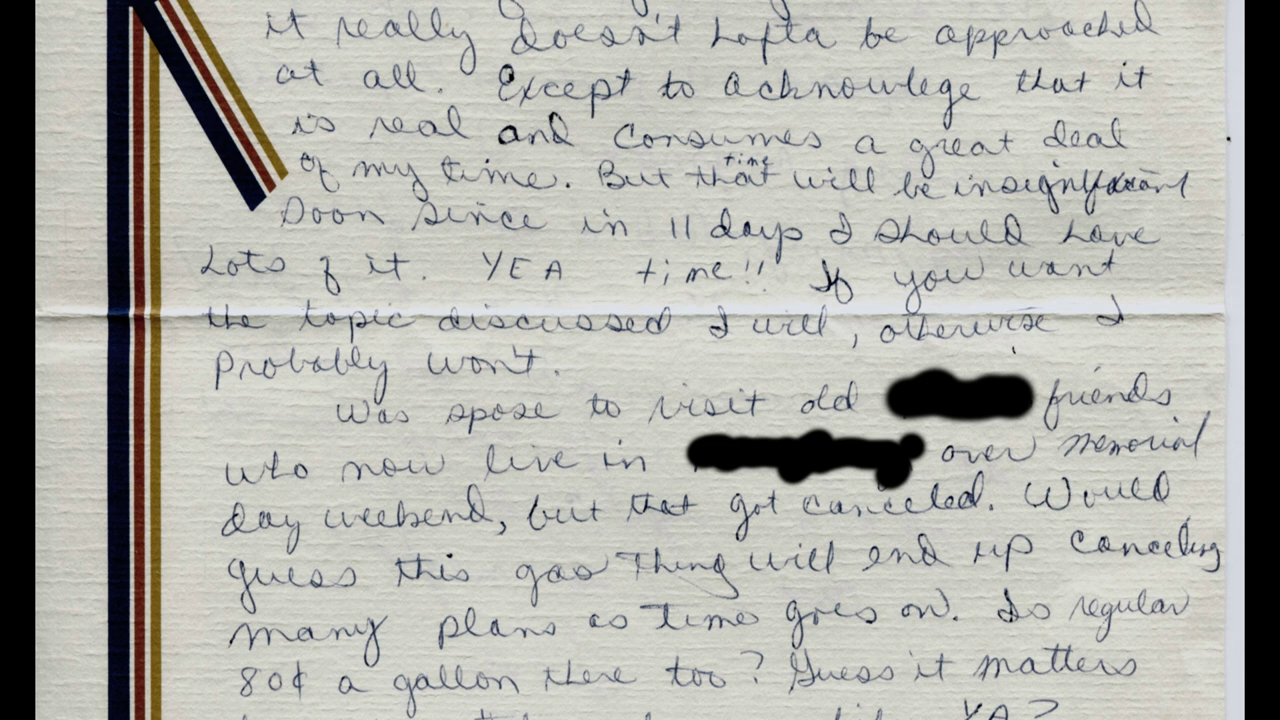 it really doesn't hafta be approached
at all. Except to acknowlege that it
is real and consumes a great deal
of my time. But that time will be insignificant
soon since in 11 days I should have
Lots of it. YEA time!! If you want
the topic discussed I will, otherwise I
probably won't.
Was spose to visit old friends
who now live in over memorial
day weekend, but that got canceled. Would
guess this gas thing will end up canceling
many plans as time goes on. Is regular
80¢ a gallon there too? Guess it matters
YA?